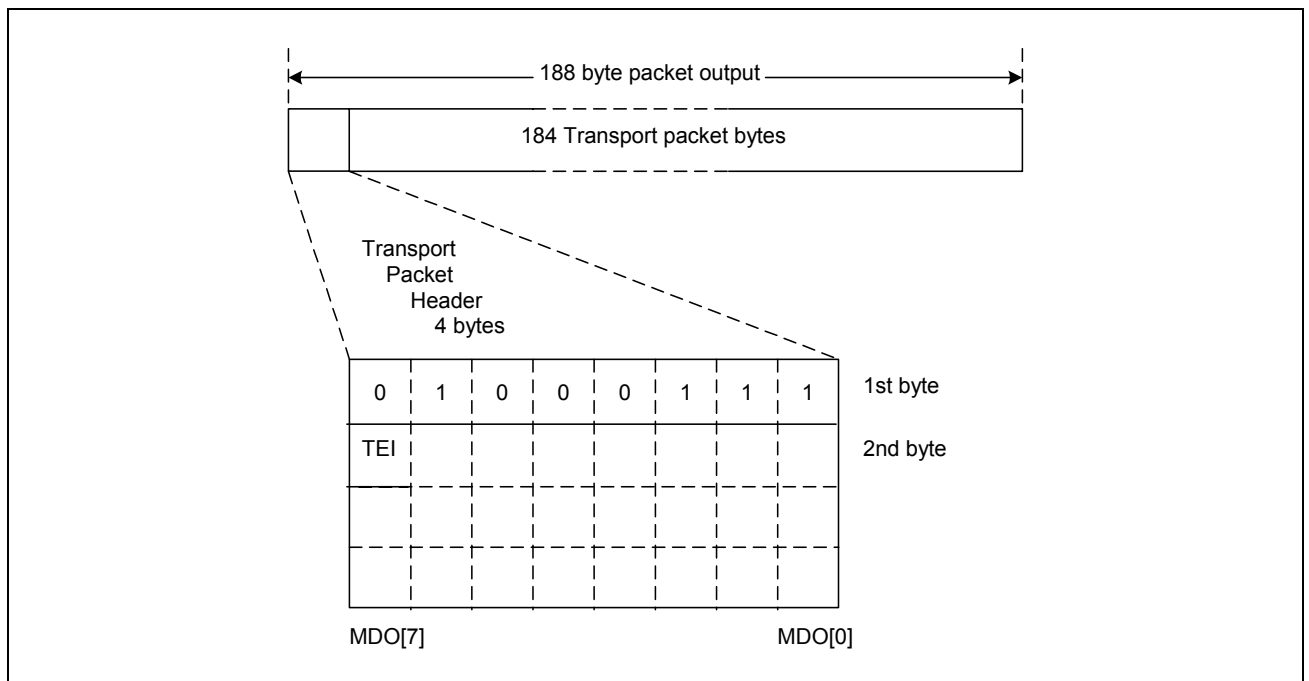 188 byte packet output
184 Transport packet bytes
Transport
Packet
Header
4 bytes
0 1 0 0 0 1 1 1 1st byte
TEI 2nd byte
MDO[7] MDO[0]